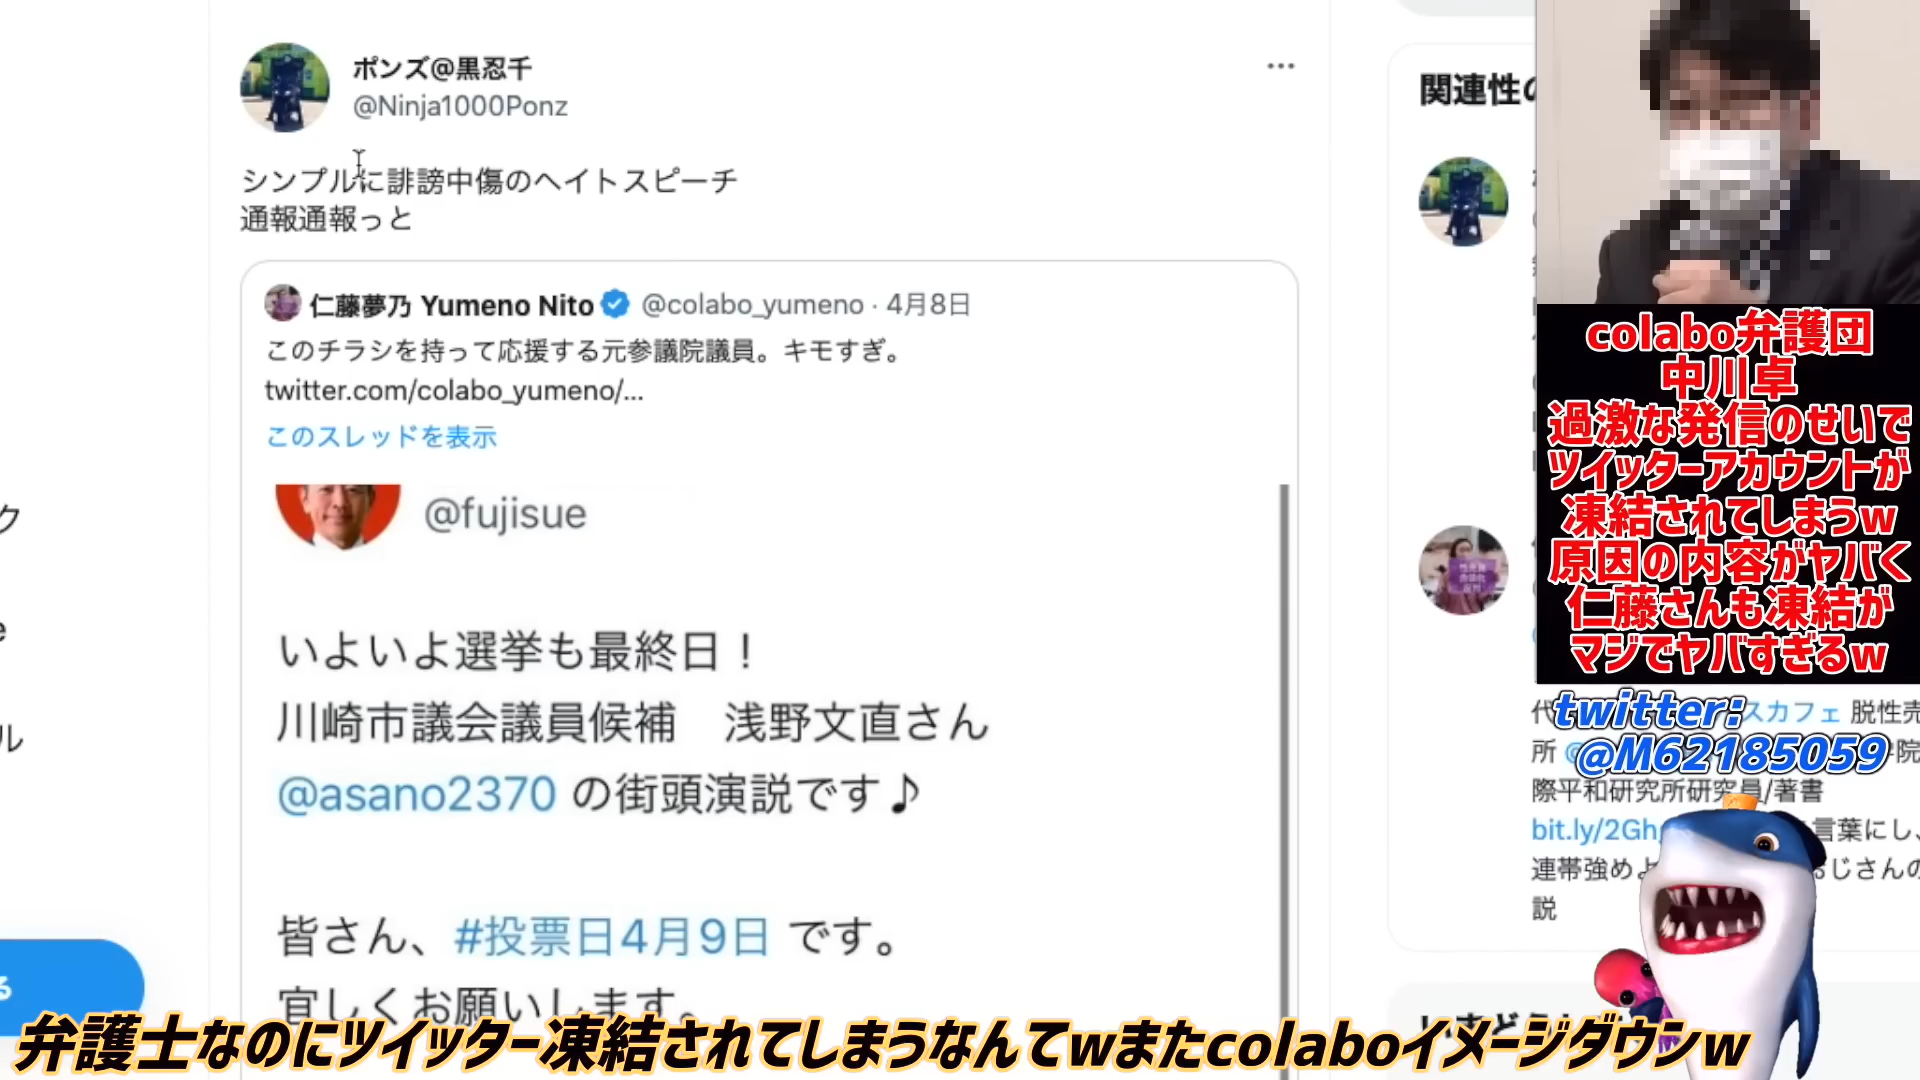 ポンズ@黒忍千
@Ninja1000Ponz
シンプルに誹謗中傷のヘイトスピーチ
通報通報っと
仁藤夢乃 Yumeno Nito @colabo_yumeno · 4月8日
このチラシを持って応援する元参議院議員。キモすぎ。
twitter.com/colabo_yumeno/...
このスレッドを表示
@fujisue
いよいよ選挙も最終日！
川崎市議会議員候補　浅野文直さん
@asano2370 の街頭演説です♪
皆さん、#投票日4月9日 です。
宜しくお願いします。
ク
e
ル
る
関連性の
colabo弁護団
中川卓
過激な発信のせいで
ツイッターアカウントが
凍結されてしまうw
原因の内容がヤバく
仁藤さんも凍結が
マジでヤバすぎるw
twitter:
@M62185059
代 スカフェ 脱性売
所 学院
際平和研究所研究員/著書
bit.ly/2Gh 言葉にし、
連帯強めよ おじさんの
説
弁護士なのにツイッター凍結されてしまうなんてwまたcolaboイメージダウンw